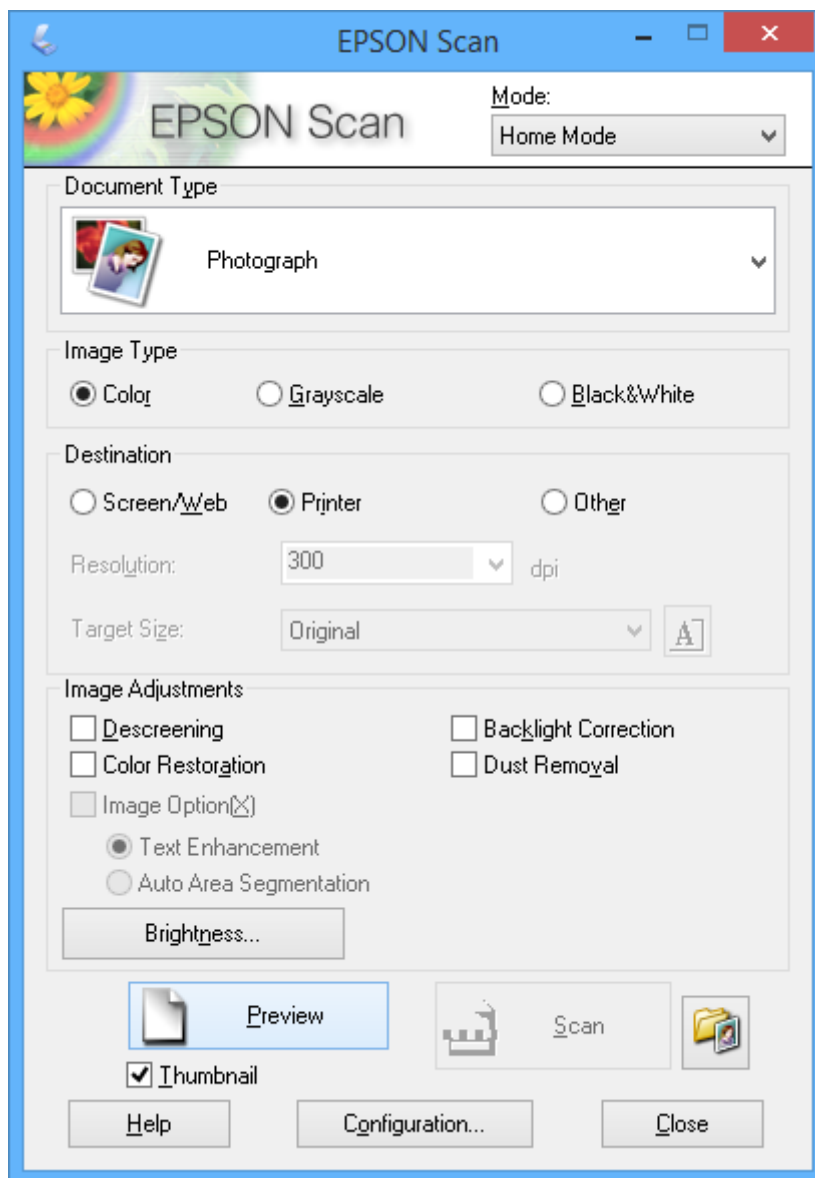 EPSON Scan
EPSON Scan
Mode:
Home Mode
Document Type
Photograph
Image Type
Color Grayscale Black&White
Destination
Screen/Web Printer Other
Resolution: 300 dpi
Target Size: Original A
Image Adjustments
Descreening Backlight Correction
Color Restoration Dust Removal
Image Option(X)
Text Enhancement
Auto Area Segmentation
Brightness...
Preview Scan
Thumbnail
Help Configuration... Close